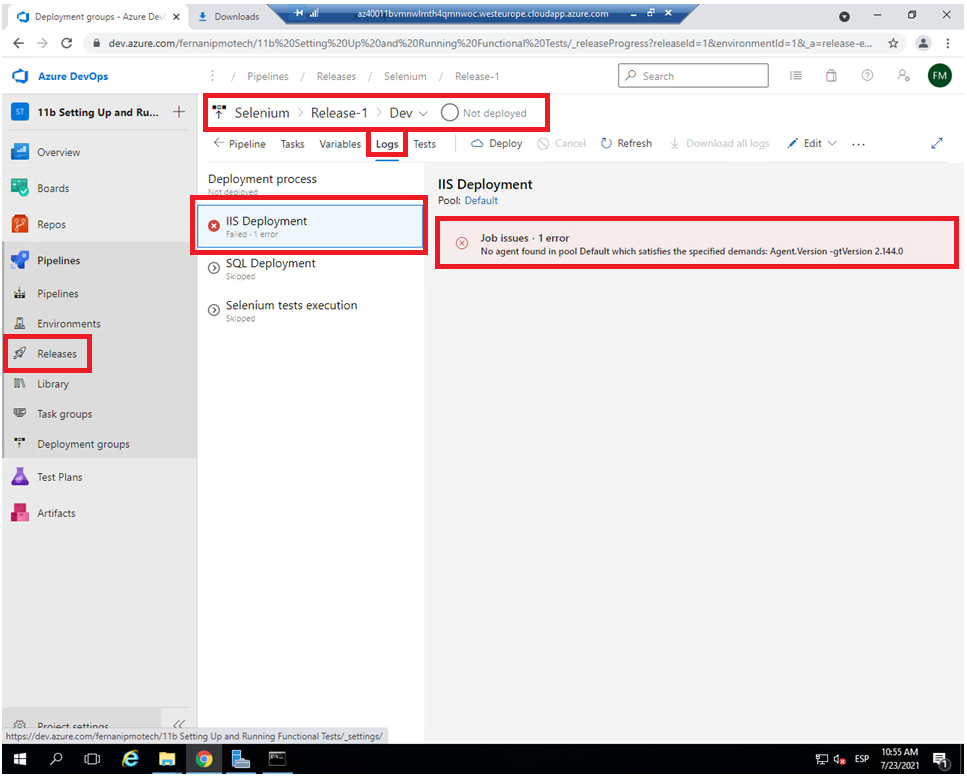 Deployment groups - Azure Dev
Downloads
az40011bvmnwlmth4qmnwoc.westeurope.cloudapp.azure.com
dev.azure.com/fernanipmotech/11b%20Setting%20Up%20and%20Running%20Functional%20Tests/_releaseProgress?releaseId=1&environmentId=1&_a=release-e...
Azure DevOps
/ Pipelines / Releases / Selenium / Release-1
Search
FM
ST
11b Setting Up and Ru...
Selenium > Release-1 > Dev
Not deployed
Pipeline
Tasks
Variables
Logs
Tests
Deploy
Cancel
Refresh
Download all logs
Edit
...
Overview
Boards
Repos
Pipelines
Pipelines
Environments
Releases
Library
Task groups
Deployment groups
Test Plans
Artifacts
Project settings
Deployment process
Not deployed
IIS Deployment
Failed · 1 error
SQL Deployment
Skipped
Selenium tests execution
Skipped
IIS Deployment
Pool: Default
Job issues · 1 error
No agent found in pool Default which satisfies the specified demands: Agent.Version -gtVersion 2.144.0
https://dev.azure.com/fernanipmotech/11b Setting Up and Running Functional Tests/_settings/
ESP
10:55 AM
7/23/2021
1